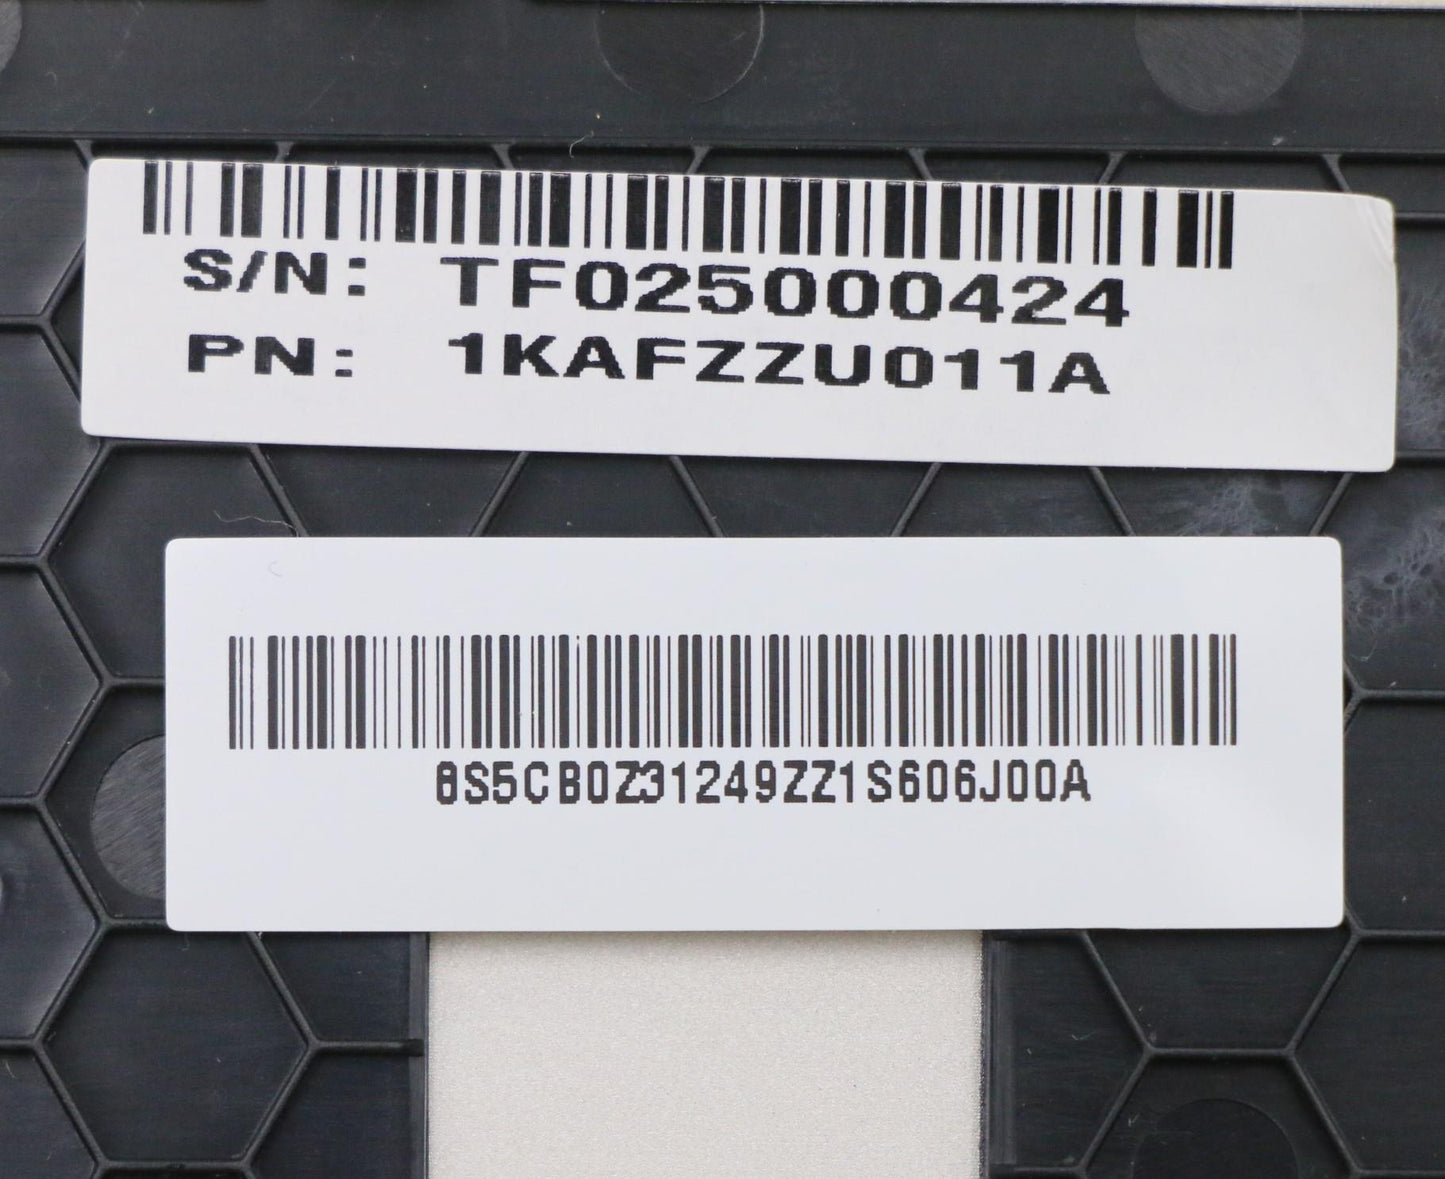 S/N: TF025000424
PN: 1KAFZZU011A
8S5CB0Z31249ZZ1S606J00A